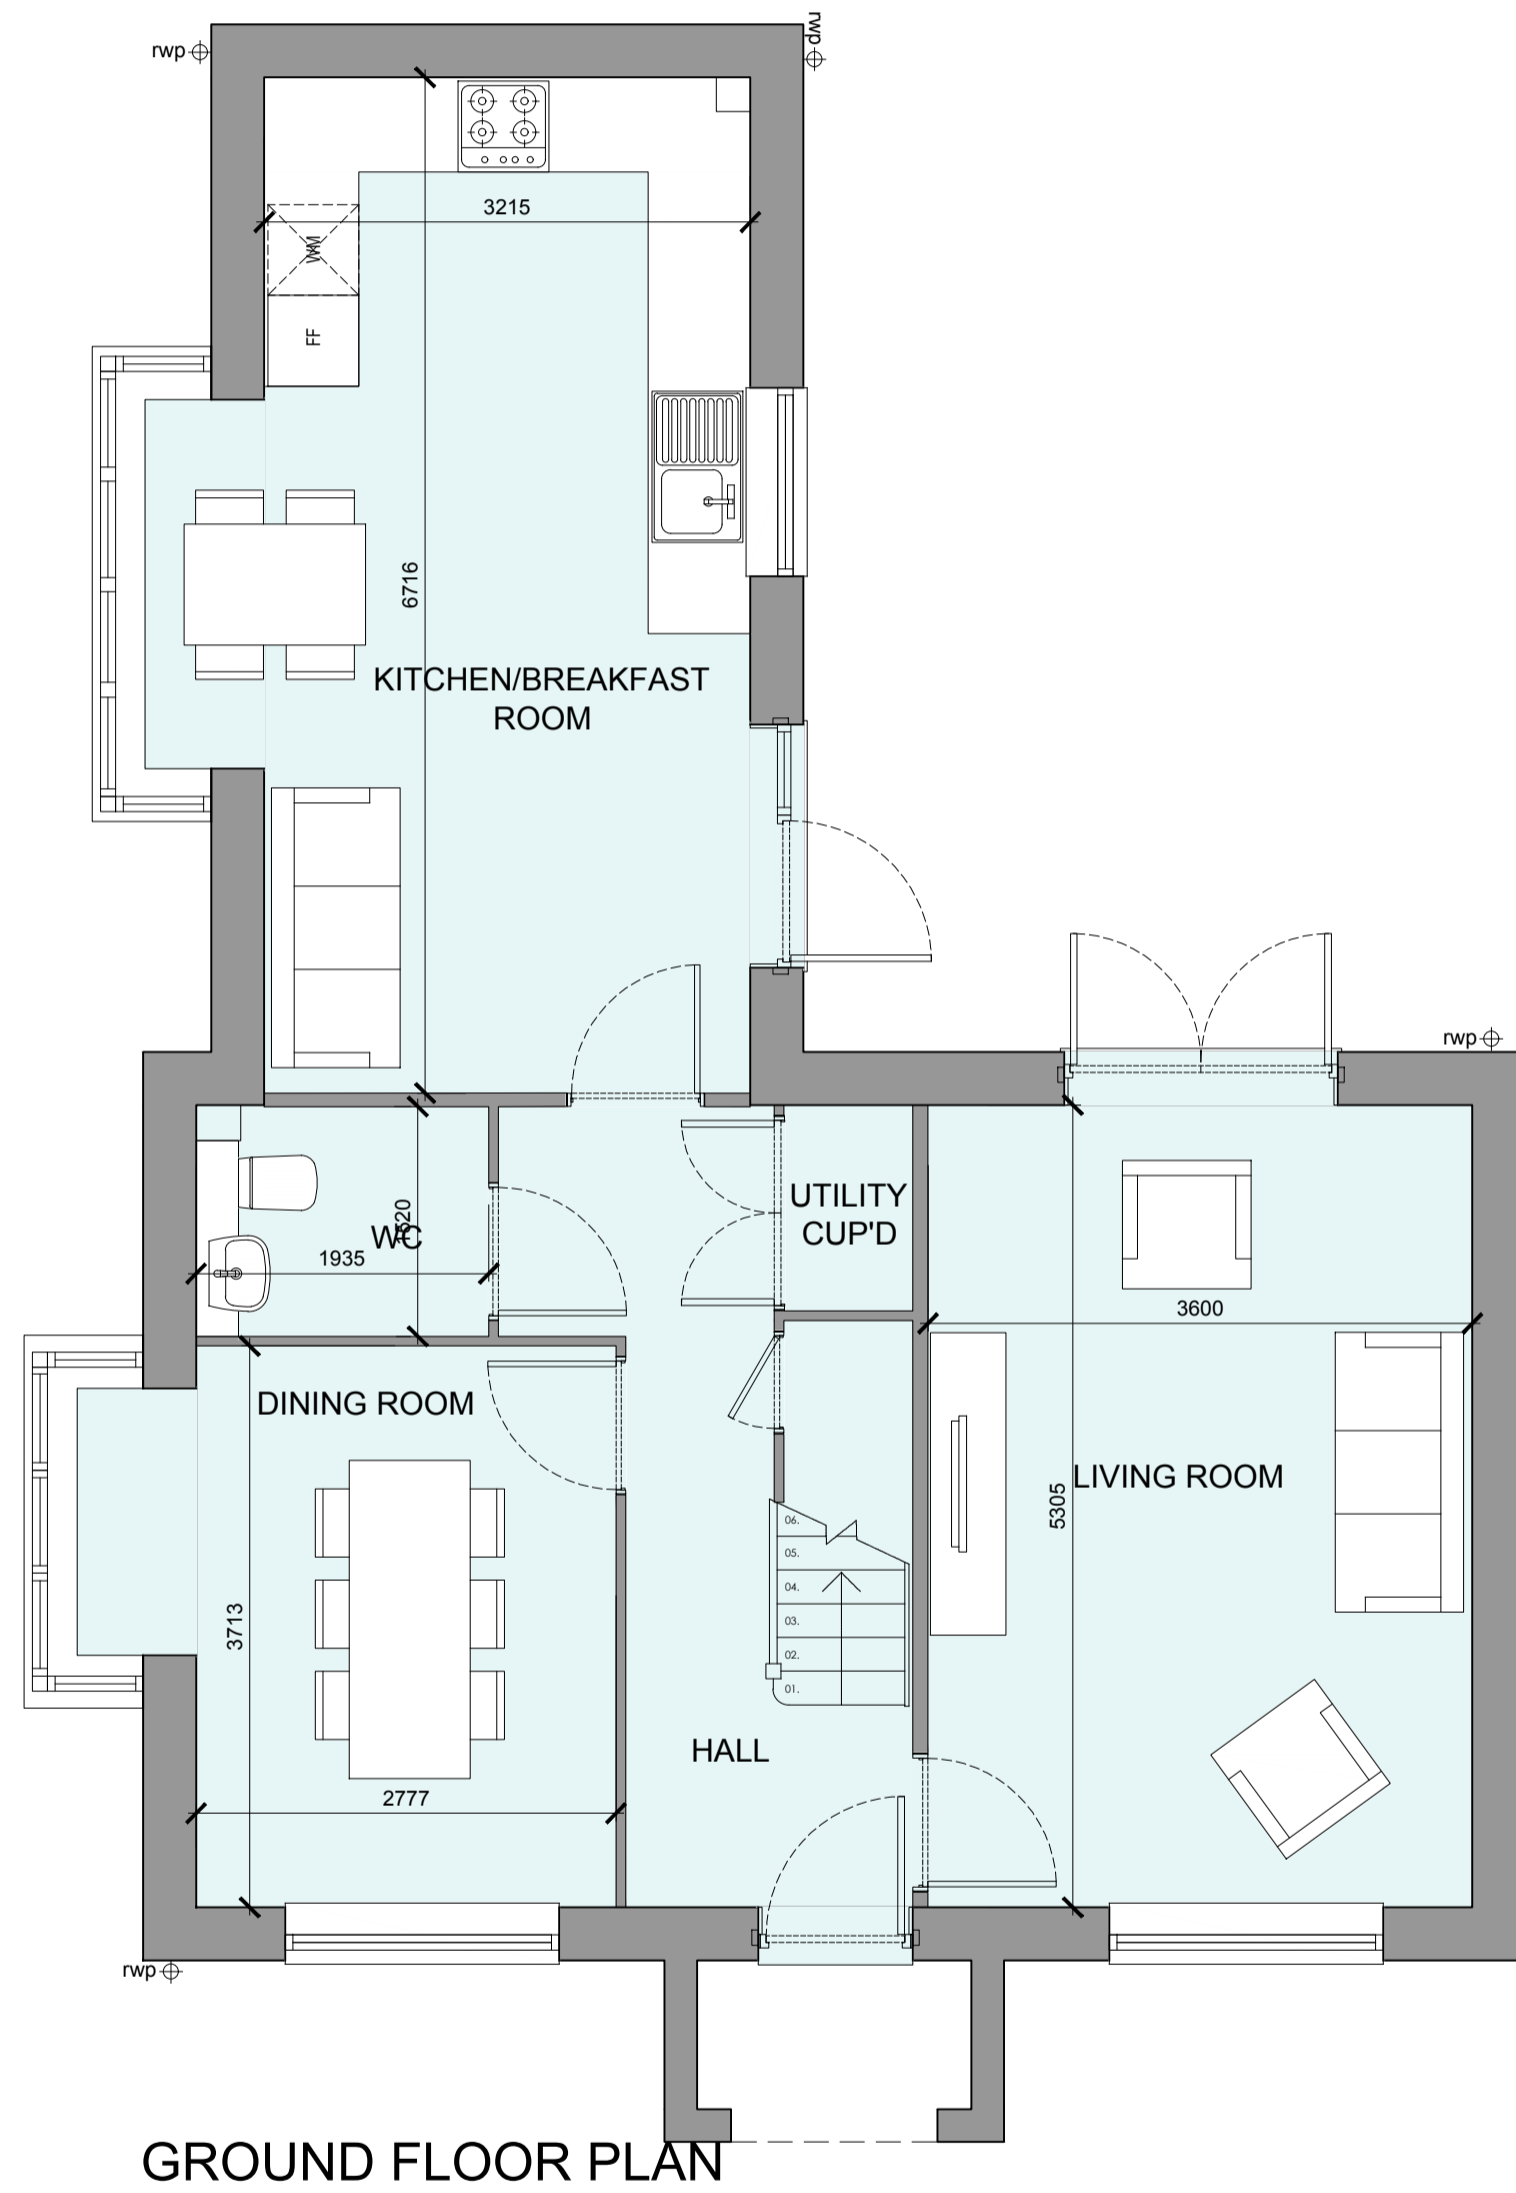 rwp
rwp
3215
WM
FF
6716
KITCHEN/BREAKFAST
ROOM
rwp
UTILITY
CUP'D
WC
1520
1935
3600
DINING ROOM
LIVING ROOM
5305
06.
05.
04.
03.
02.
01.
3713
HALL
2777
rwp
GROUND FLOOR PLAN